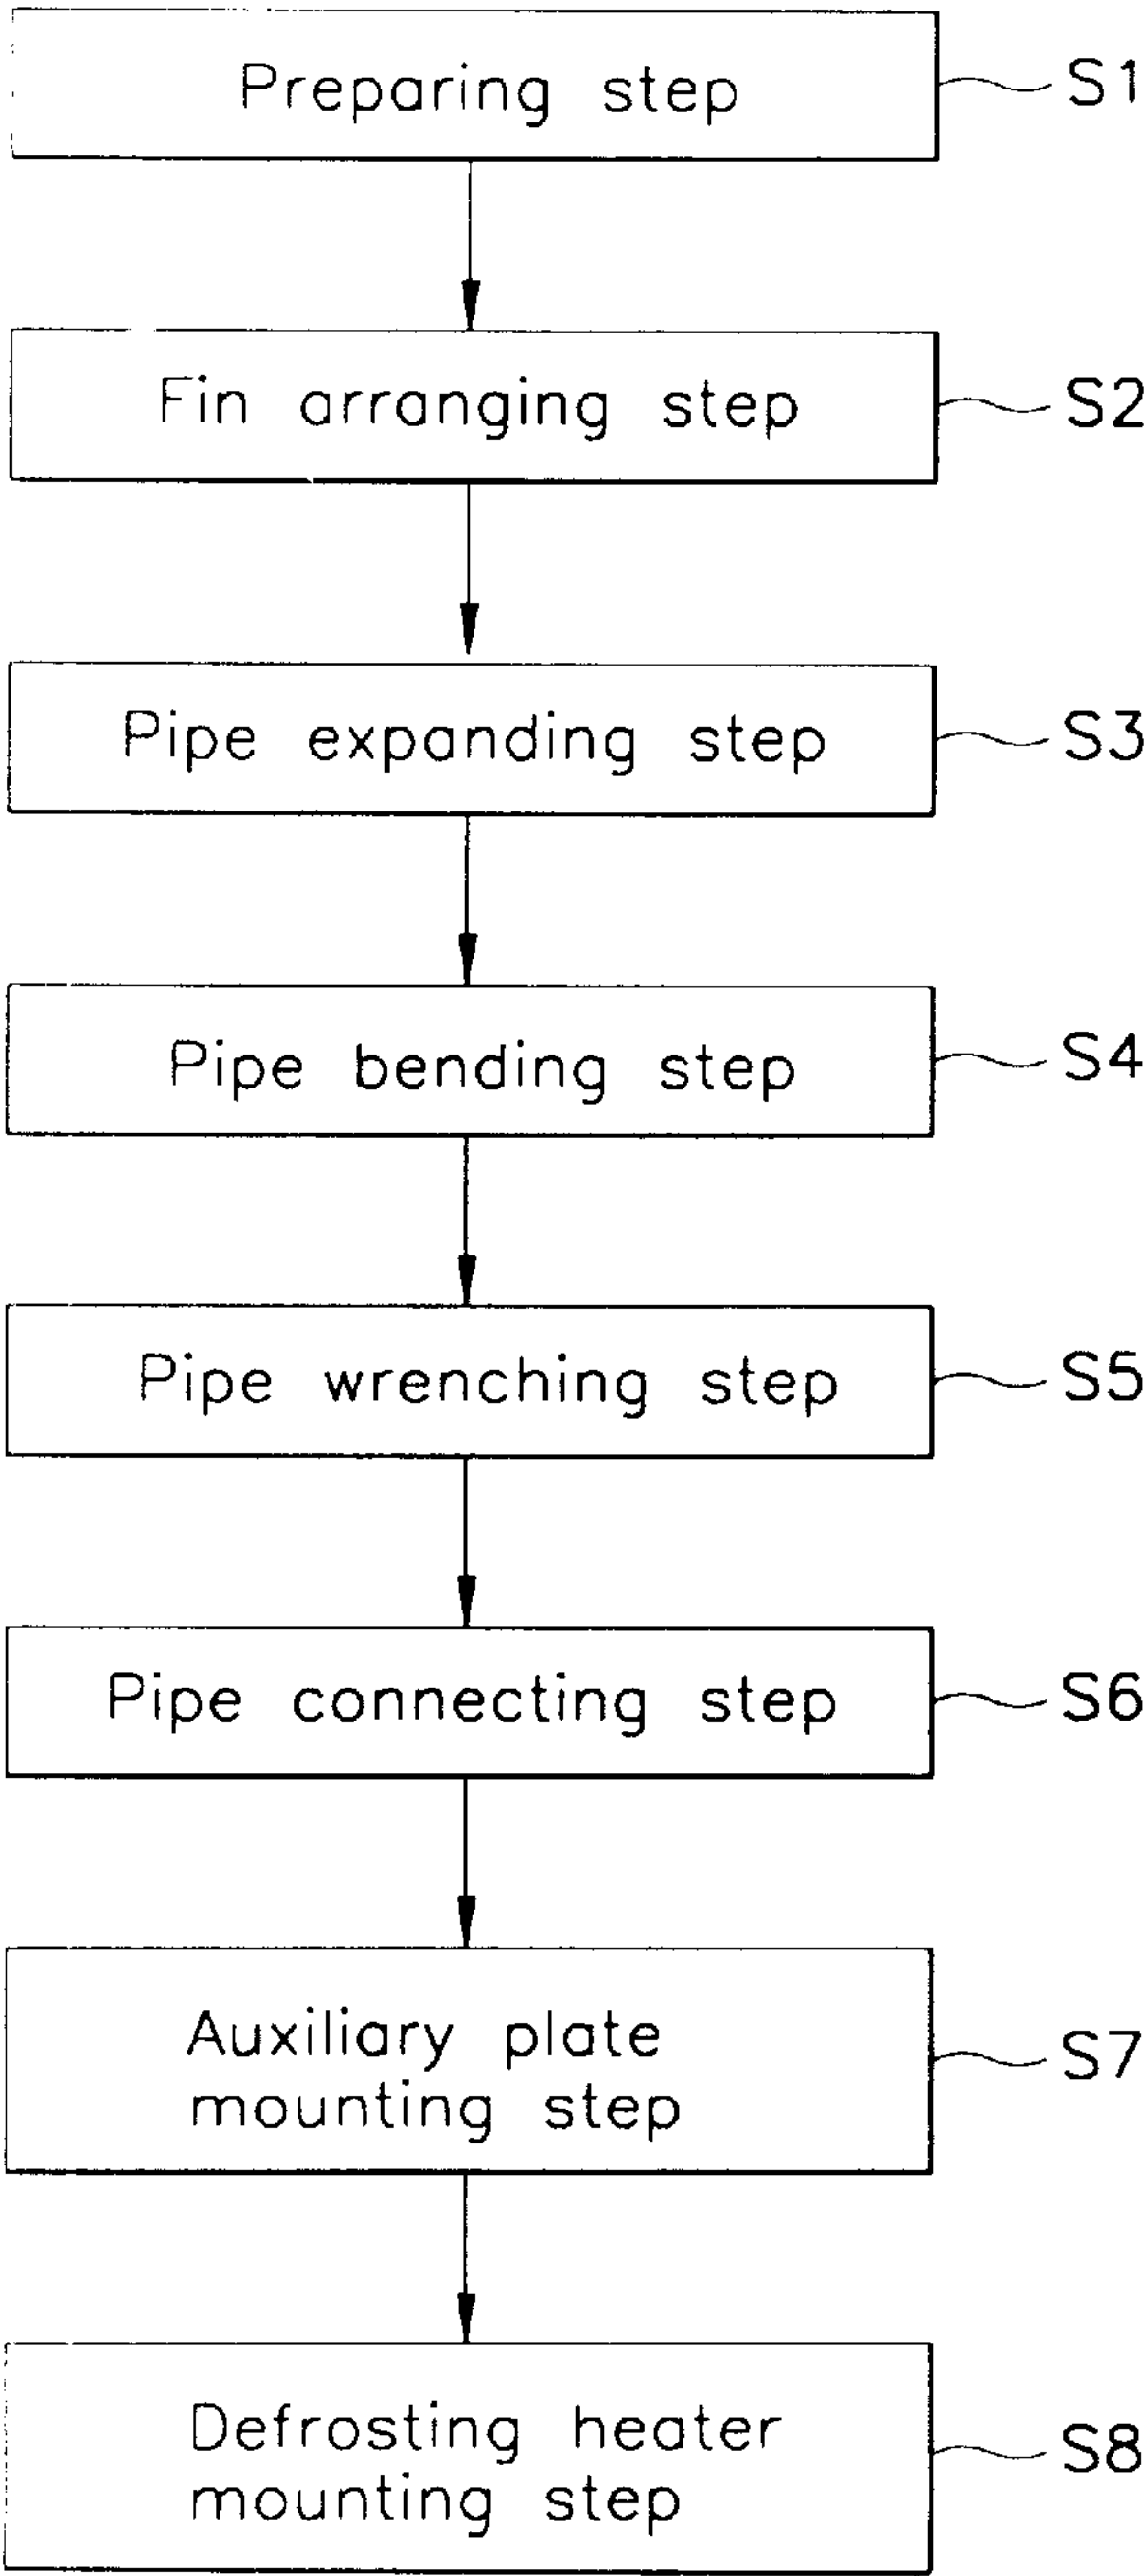 Preparing step
S1
Fin arranging step
S2
Pipe expanding step
S3
Pipe bending step
S4
Pipe wrenching step
S5
Pipe connecting step
S6
Auxiliary plate
mounting step
S7
Defrosting heater
mounting step
S8